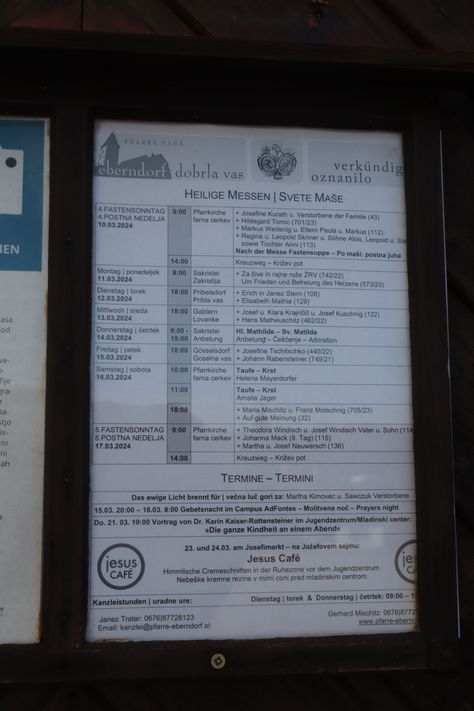 PFARRE FARA
eberndorf dobrla vas
verkündig
oznanilo
HEILIGE MESSEN | SVETE MAŠE
4.FASTENSONNTAG
4.POSTNA NEDELJA
10.03.2024
9:00
Pfarrkirche
farna cerkev
+ Josefine Kurath u. Verstorbene der Familie (43)
+ Hildegard Tomic (701/23)
+ Markus Wedenig u. Eltern Paula u. Markus (112)
+ Regina u. Leopold Skriner u. Söhne Alois, Leopold u. Sta
sowie Tochter Anni (113)
Nach der Messe Fastensuppe – Po maši: postna juha
14:00
Kreuzweg – Križev pot
Montag | ponedeljek
11.03.2024
8:00
Sakristei
Zakristija
+ Za žive in rajne rože ŽRV (742/22)
Um Frieden und Befreiung des Herzens (573/23)
Dienstag | torek
12.03.2024
18:00
Pribelsdorf
Pribla vas
+ Erich in Janez Stern (108)
+ Elisabeth Mithia (129)
Mittwoch | sreda
13.03.2024
18:00
Gablern
Lovanke
+ Josef u. Klara Krajnčič u. Josef Kuschnig (122)
+ Hans Matheuschitz (462/22)
Donnerstag | četrtek
14.03.2024
9:00 -
19:00
Sakristei
Anbetung
Hl. Mathilde – Sv. Matilda
Anbetung – Češčenje – Adoration
Freitag | petek
15.03.2024
18:00
Gösselsdorf
Goselna vas
+ Josefine Tschitschko (440/22)
+ Johann Rabensteiner (749/21)
Samstag | sobota
16.03.2024
10:00
Pfarrkirche
farna cerkev
Taufe – Krst
Helena Mayerdorfer
11:00
Taufe – Krst
Amalia Jager
18:00
+ Maria Mischitz u. Franz Motschnig (705/23)
+ Auf gute Meinung (32)
5.FASTENSONNTAG
5.POSTNA NEDELJA
17.03.2024
9:00
Pfarrkirche
farna cerkev
+ Theodora Windisch u. Josef Windisch Vater u. Sohn (114
+ Johanna Mack (8. Tag) (115)
+ Martha u. Josef Neuwersch (136)
14:00
Kreuzweg – Križev pot
TERMINE – TERMINI
Das ewige Licht brennt für | večna luč gori za: Martha Kimovec u. Sawczuk Verstorbene
15.03. 20:00 – 16.03. 8:00 Gebetsnacht im Campus AdFontes – Molitvena noč – Prayers night
Do. 21. 03. 19:00 Vortrag von Dr. Karin Kaiser-Rottensteiner im Jugendzentrum/Mladinski center:
»Die ganze Kindheit an einem Abend«
23. und 24.03. am Josefimarkt – na Jožefovem sejmu:
Jesus Café
Himmlische Cremeschnitten in der Ruhezone vor dem Jugendzentrum.
Nebeške kremne rezine v mirni coni pred mladinskim centrom.
jesus
CAFÉ
jes
CA
Kanzleistunden | uradne ure:
Dienstag | torek & Donnerstag | četrtek: 09:00 – 1
Janez Tratar: 0676|87728123
Email: kanzlei@pfarre-eberndorf.at
Gerhard Mischitz: 0676|8772
www.pfarre-eberndo